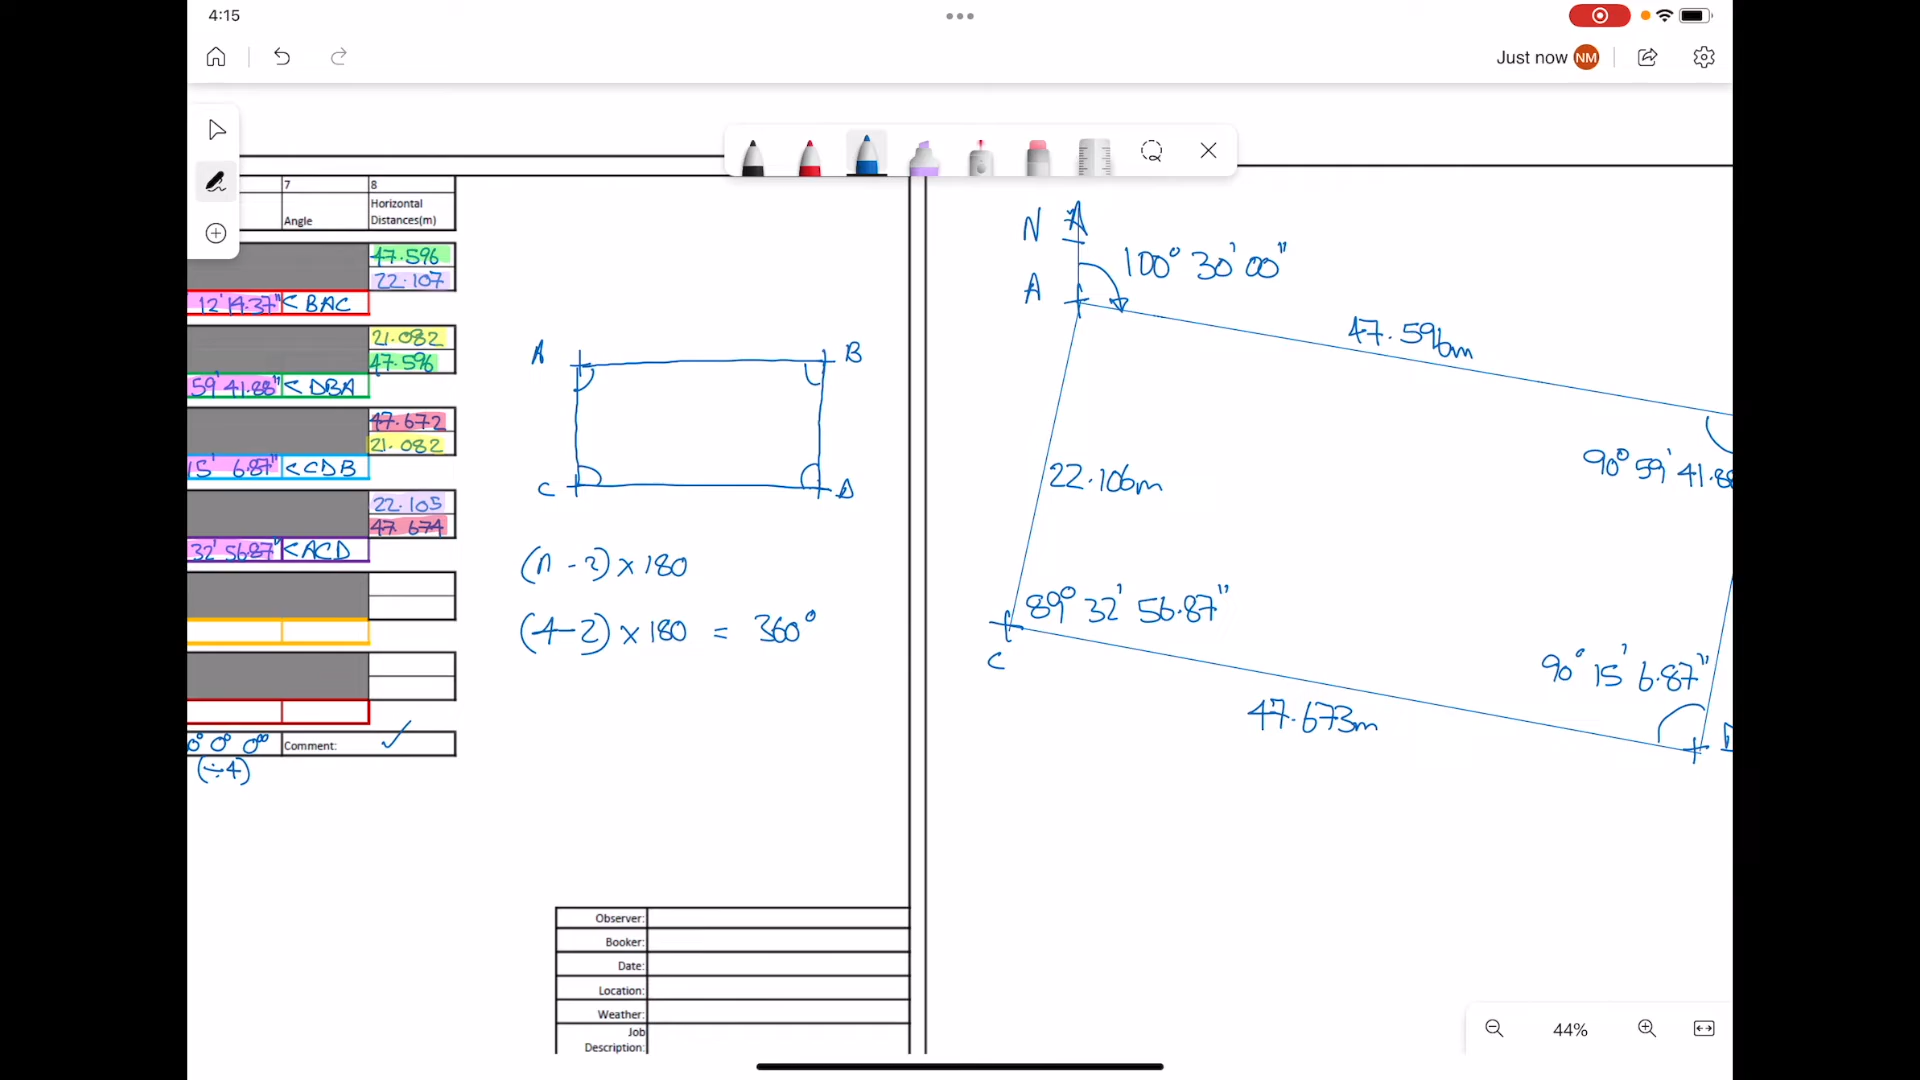 4:15
Just now NM
7 8
Angle Horizontal Distances(m)
47.596
22.107
12' 14.37" < BAC
21.082
47.596
59' 41.88" < DBA
47.672
21.082
15' 6.87" < CDB
22.105
47.674
32' 56.87" < ACD
0° 0° 0°° Comment: ✓
(÷4)
A B
C D
(n - 2) x 180
(4-2) x 180 = 360°
N A
A 100° 30' 00"
47.596m
90° 59' 41.88
22.106m
89° 32' 56.87"
C
90° 15' 6.87"
47.673m
Observer:
Booker:
Date:
Location:
Weather:
Job
Description:
44%